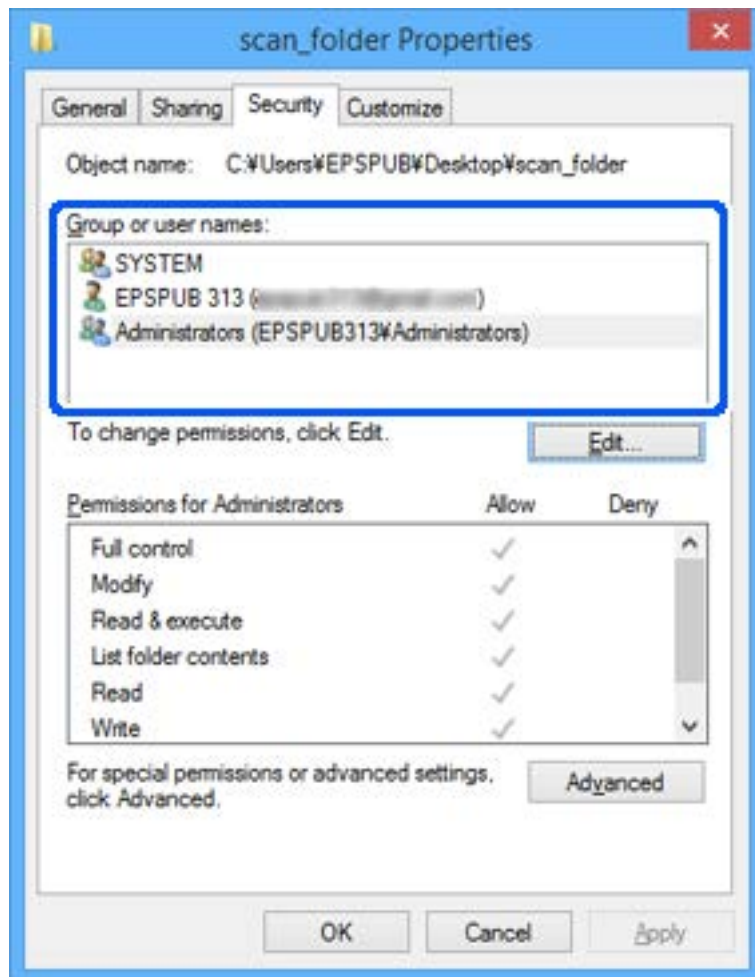 scan_folder Properties
General Sharing Security Customize
Object name: C:¥Users¥EPSPUB¥Desktop¥scan_folder
Group or user names:
SYSTEM
EPSPUB 313 ( )
Administrators (EPSPUB313¥Administrators)
To change permissions, click Edit.
Edit...
Permissions for Administrators Allow Deny
Full control
Modify
Read & execute
List folder contents
Read
Write
For special permissions or advanced settings,
click Advanced.
Advanced
OK Cancel Apply